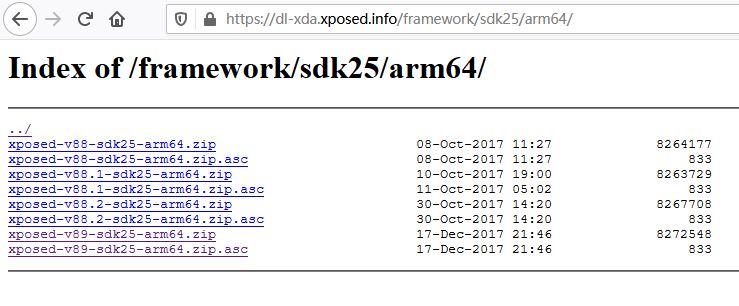 https://dl-xda.xposed.info/framework/sdk25/arm64/
Index of /framework/sdk25/arm64/
../
xposed-v88-sdk25-arm64.zip 08-Oct-2017 11:27 8264177
xposed-v88-sdk25-arm64.zip.asc 08-Oct-2017 11:27 833
xposed-v88.1-sdk25-arm64.zip 10-Oct-2017 19:00 8263729
xposed-v88.1-sdk25-arm64.zip.asc 11-Oct-2017 05:02 833
xposed-v88.2-sdk25-arm64.zip 30-Oct-2017 14:20 8267708
xposed-v88.2-sdk25-arm64.zip.asc 30-Oct-2017 14:20 833
xposed-v89-sdk25-arm64.zip 17-Dec-2017 21:46 8272548
xposed-v89-sdk25-arm64.zip.asc 17-Dec-2017 21:46 833